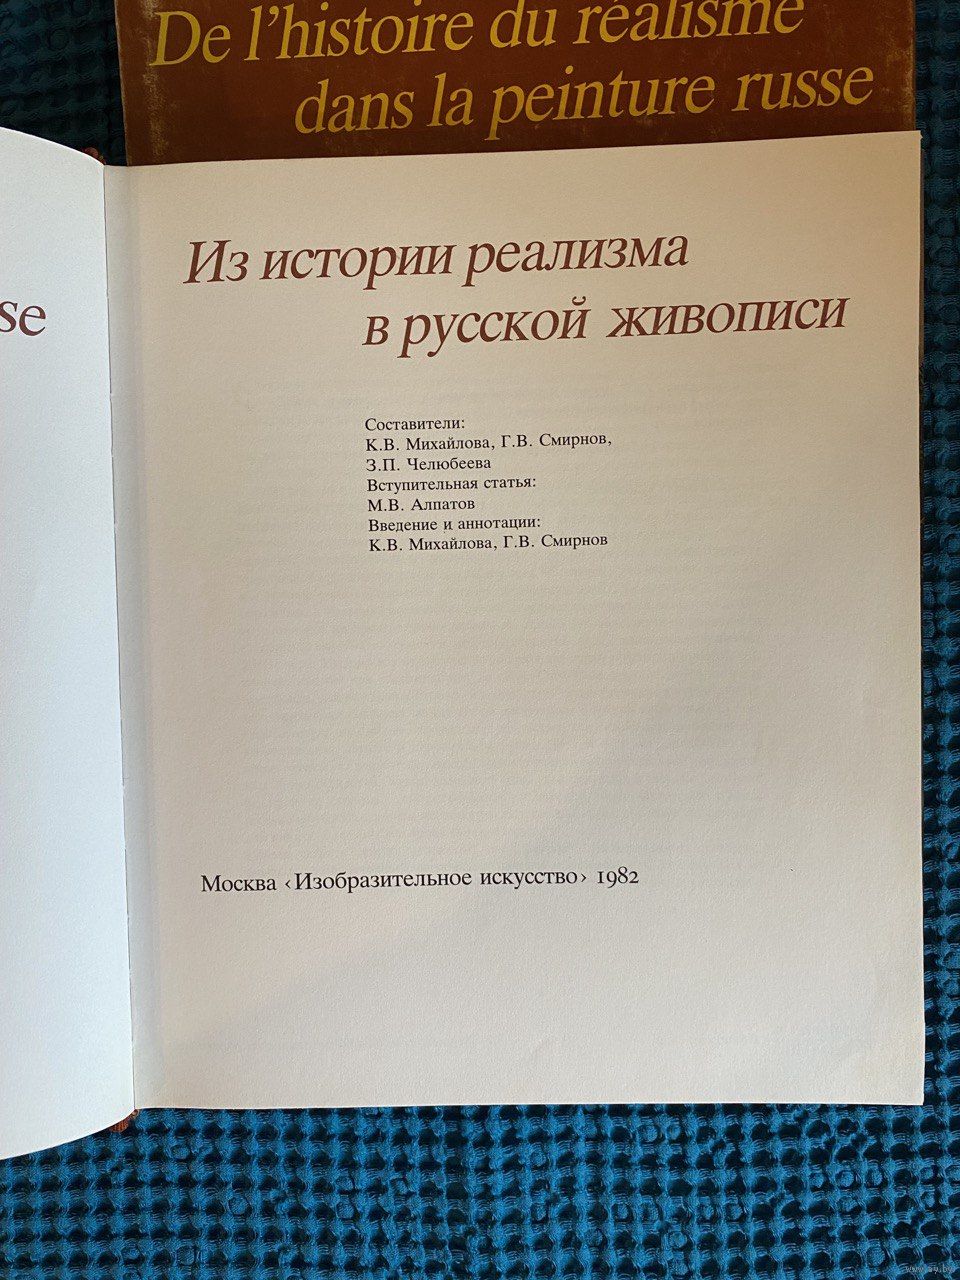 De l'histoire du réalisme
dans la peinture russe
se
Из истории реализма
в русской живописи
Составители:
К.В. Михайлова, Г.В. Смирнов,
З.П. Челюбеева
Вступительная статья:
М.В. Алпатов
Введение и аннотации:
К.В. Михайлова, Г.В. Смирнов
Москва ‹Изобразительное искусство› 1982